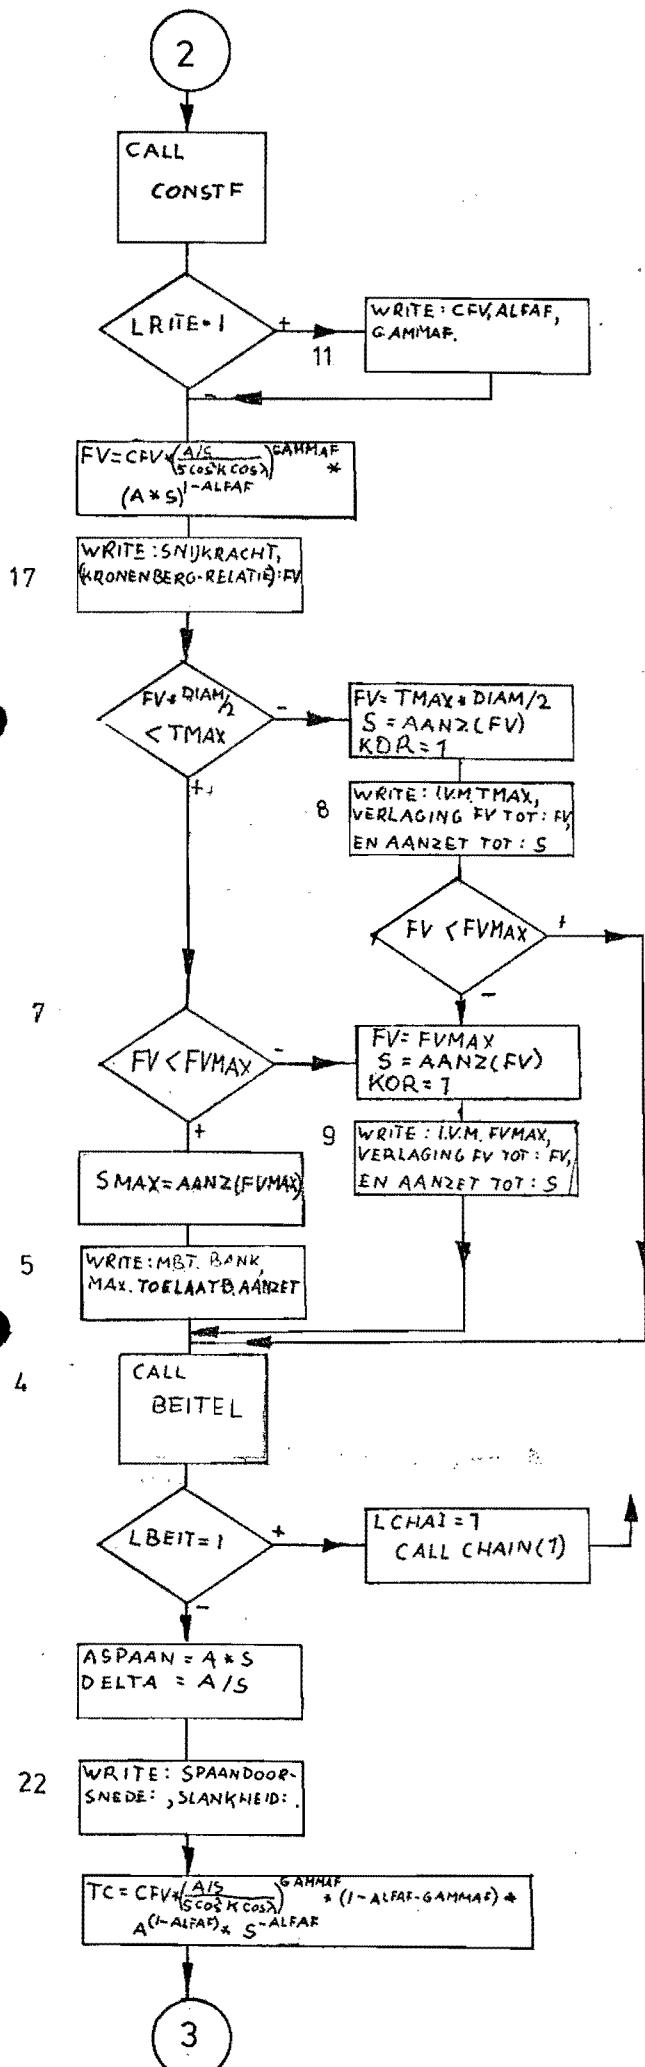 2
CALL
CONSTF
LRITE=1
+
11
WRITE: CFV, ALFAF,
GAMMAF.
-
FV=CFV*(A/S / 5 cos²K cosλ)^GAMMAF *
(A*S)^1-ALFAF
17
WRITE: SNIJKRACHT,
(KRONENBERG-RELATIE):FV
FV*DIAM/2
<TMAX
-
+
FV=TMAX*DIAM/2
S=AANZ(FV)
KOR=1
8
WRITE: I.V.M. TMAX,
VERLAGING FV TOT: FV,
EN AANZET TOT: S
FV<FVMAX
+
-
7
FV<FVMAX
-
+
FV=FVMAX
S=AANZ(FV)
KOR=1
9
WRITE: I.V.M. FVMAX,
VERLAGING FV TOT: FV,
EN AANZET TOT: S
SMAX=AANZ(FVMAX)
5
WRITE: MBT. BANK,
MAX. TOELAATB. AANZET
4
CALL
BEITEL
LBEIT=1
+
-
LCHAI=1
CALL CHAIN(1)
ASPAAN = A*S
DELTA = A/S
22
WRITE: SPAANDOOR-
SNEDE: , SLANKHEID: .
TC=CFV*(A/S / 5 cos²K cosλ)^GAMMAF *(1-ALFAF-GAMMAF)*
A^(1-ALFAF)* S^-ALFAF
3